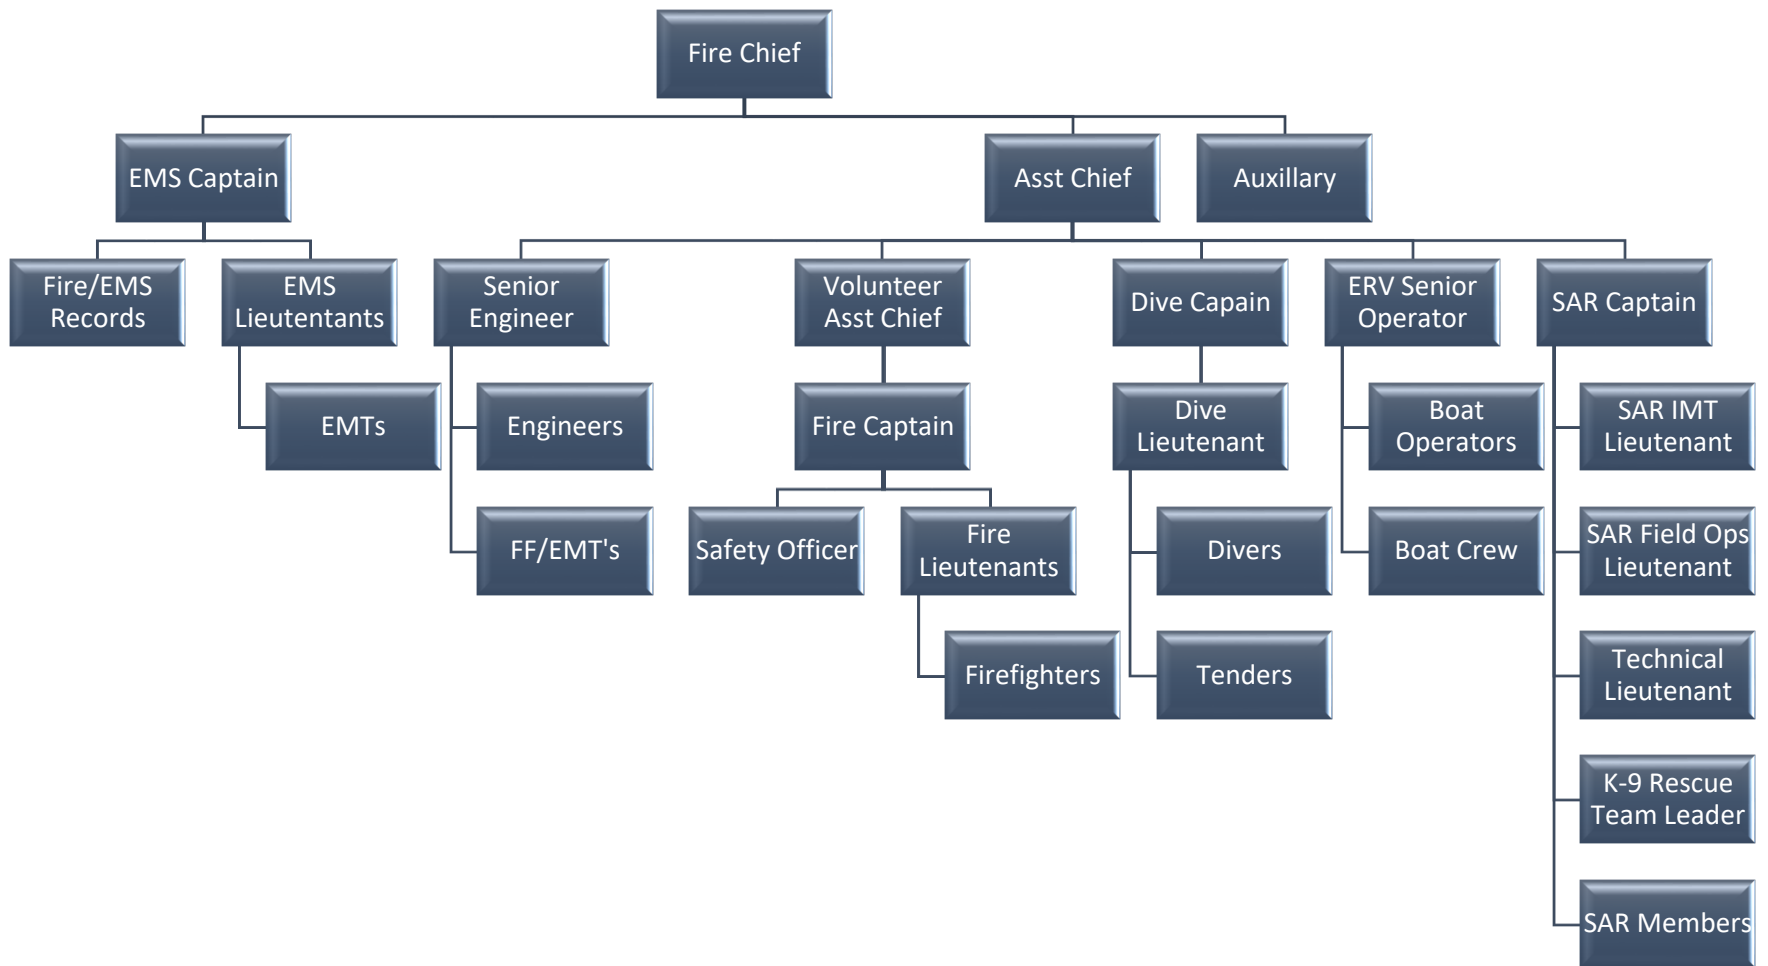 Fire Chief
EMS Captain
Asst Chief
Auxillary
Fire/EMS
Records
EMS
Lieutentants
Senior
Engineer
Volunteer
Asst Chief
Dive Capain
ERV Senior
Operator
SAR Captain
EMTs
Engineers
Fire Captain
Dive
Lieutenant
Boat
Operators
SAR IMT
Lieutenant
FF/EMT's
Safety Officer
Fire
Lieutenants
Divers
Boat Crew
SAR Field Ops
Lieutenant
Firefighters
Tenders
Technical
Lieutenant
K-9 Rescue
Team Leader
SAR Members